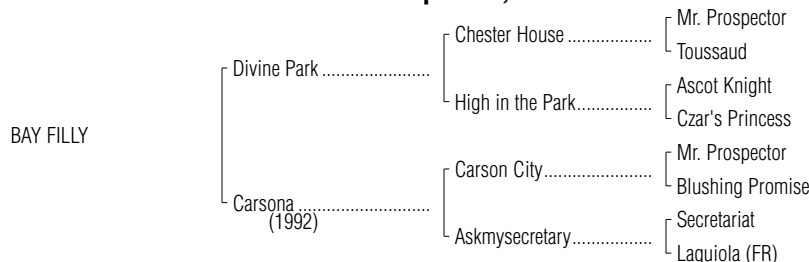 Mr. Prospector
Chester House
Toussaud
Divine Park
Ascot Knight
High in the Park
Czar's Princess
BAY FILLY
Mr. Prospector
Carson City
Blushing Promise
Carsona
(1992)
Secretariat
Askmysecretary
Laguiola (FR)